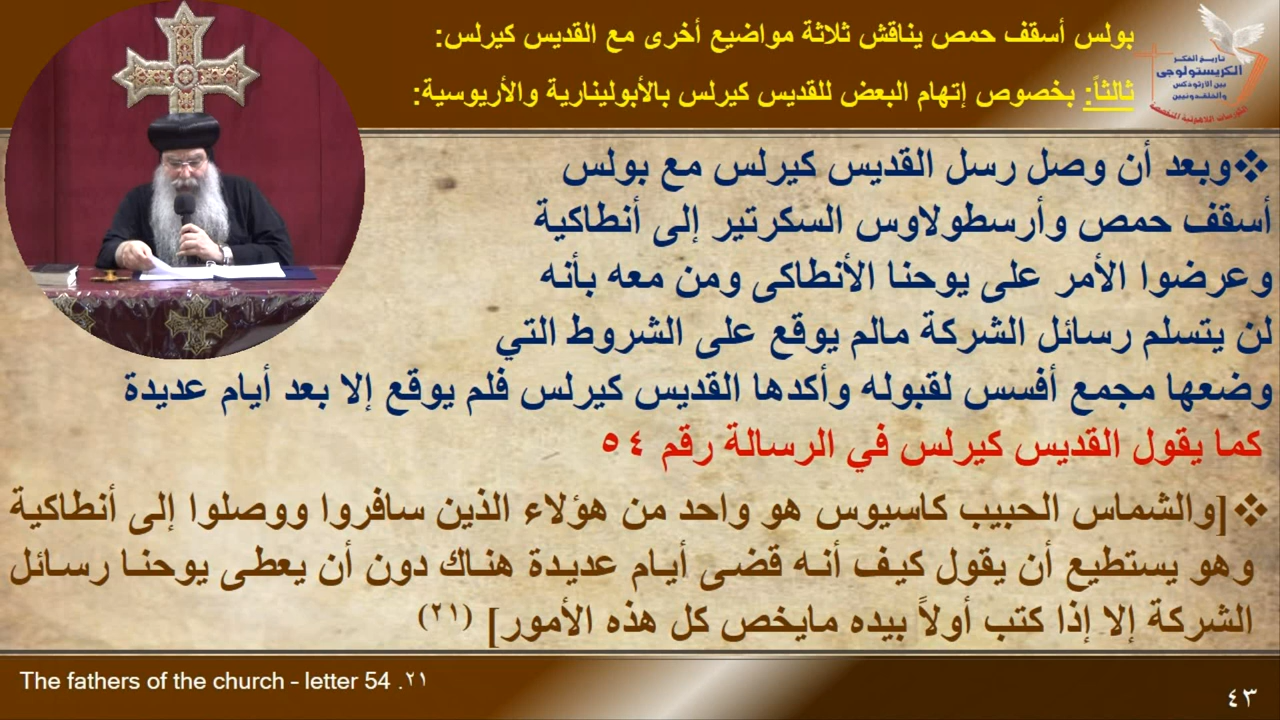 بولس أسقف حمص يناقش ثلاثة مواضيع أخرى مع القديس كيرلس:
ثالثاً: بخصوص إتهام البعض للقديس كيرلس بالأبولينارية والأريوسية:
تاريخ الفكر
الكريستولوجى
بين الأرثوذكس
والخلقدونيين
❖وبعد أن وصل رسل القديس كيرلس مع بولس
أسقف حمص وأرسطولاوس السكرتير إلى أنطاكية
وعرضوا الأمر على يوحنا الأنطاكى ومن معه بأنه
لن يتسلم رسائل الشركة مالم يوقع على الشروط التي
وضعها مجمع أفسس لقبوله وأكدها القديس كيرلس فلم يوقع إلا بعد أيام عديدة
كما يقول القديس كيرلس في الرسالة رقم ٥٤
❖[والشماس الحبيب كاسيوس هو واحد من هؤلاء الذين سافروا ووصلوا إلى أنطاكية
وهو يستطيع أن يقول كيف أنه قضى أيام عديدة هناك دون أن يعطى يوحنا رسائل
الشركة إلا إذا كتب أولاً بيده مايخص كل هذه الأمور] (٢١)
٢١. The fathers of the church – letter 54
٤٣